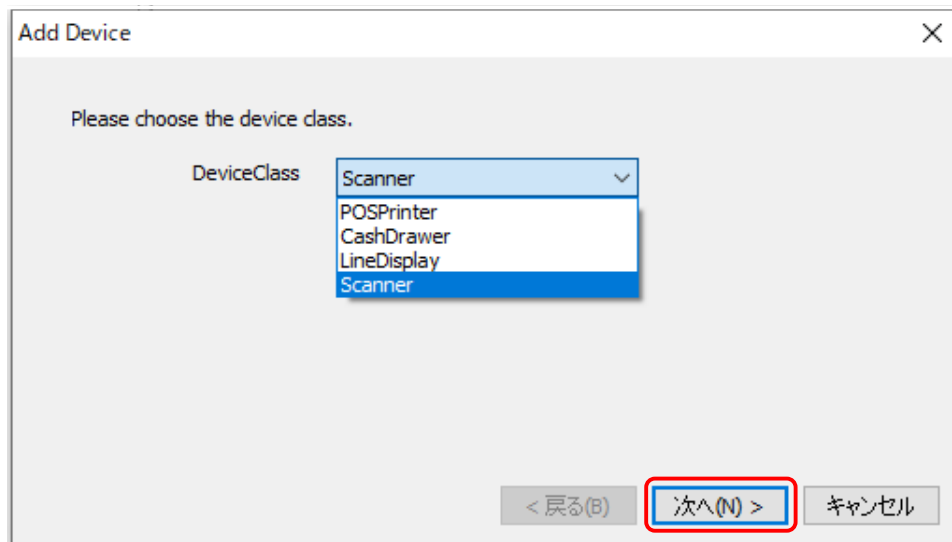 Add Device
Please choose the device class.
DeviceClass
Scanner
POSPrinter
CashDrawer
LineDisplay
Scanner
< 戻る(B)
次へ(N) >
キャンセル